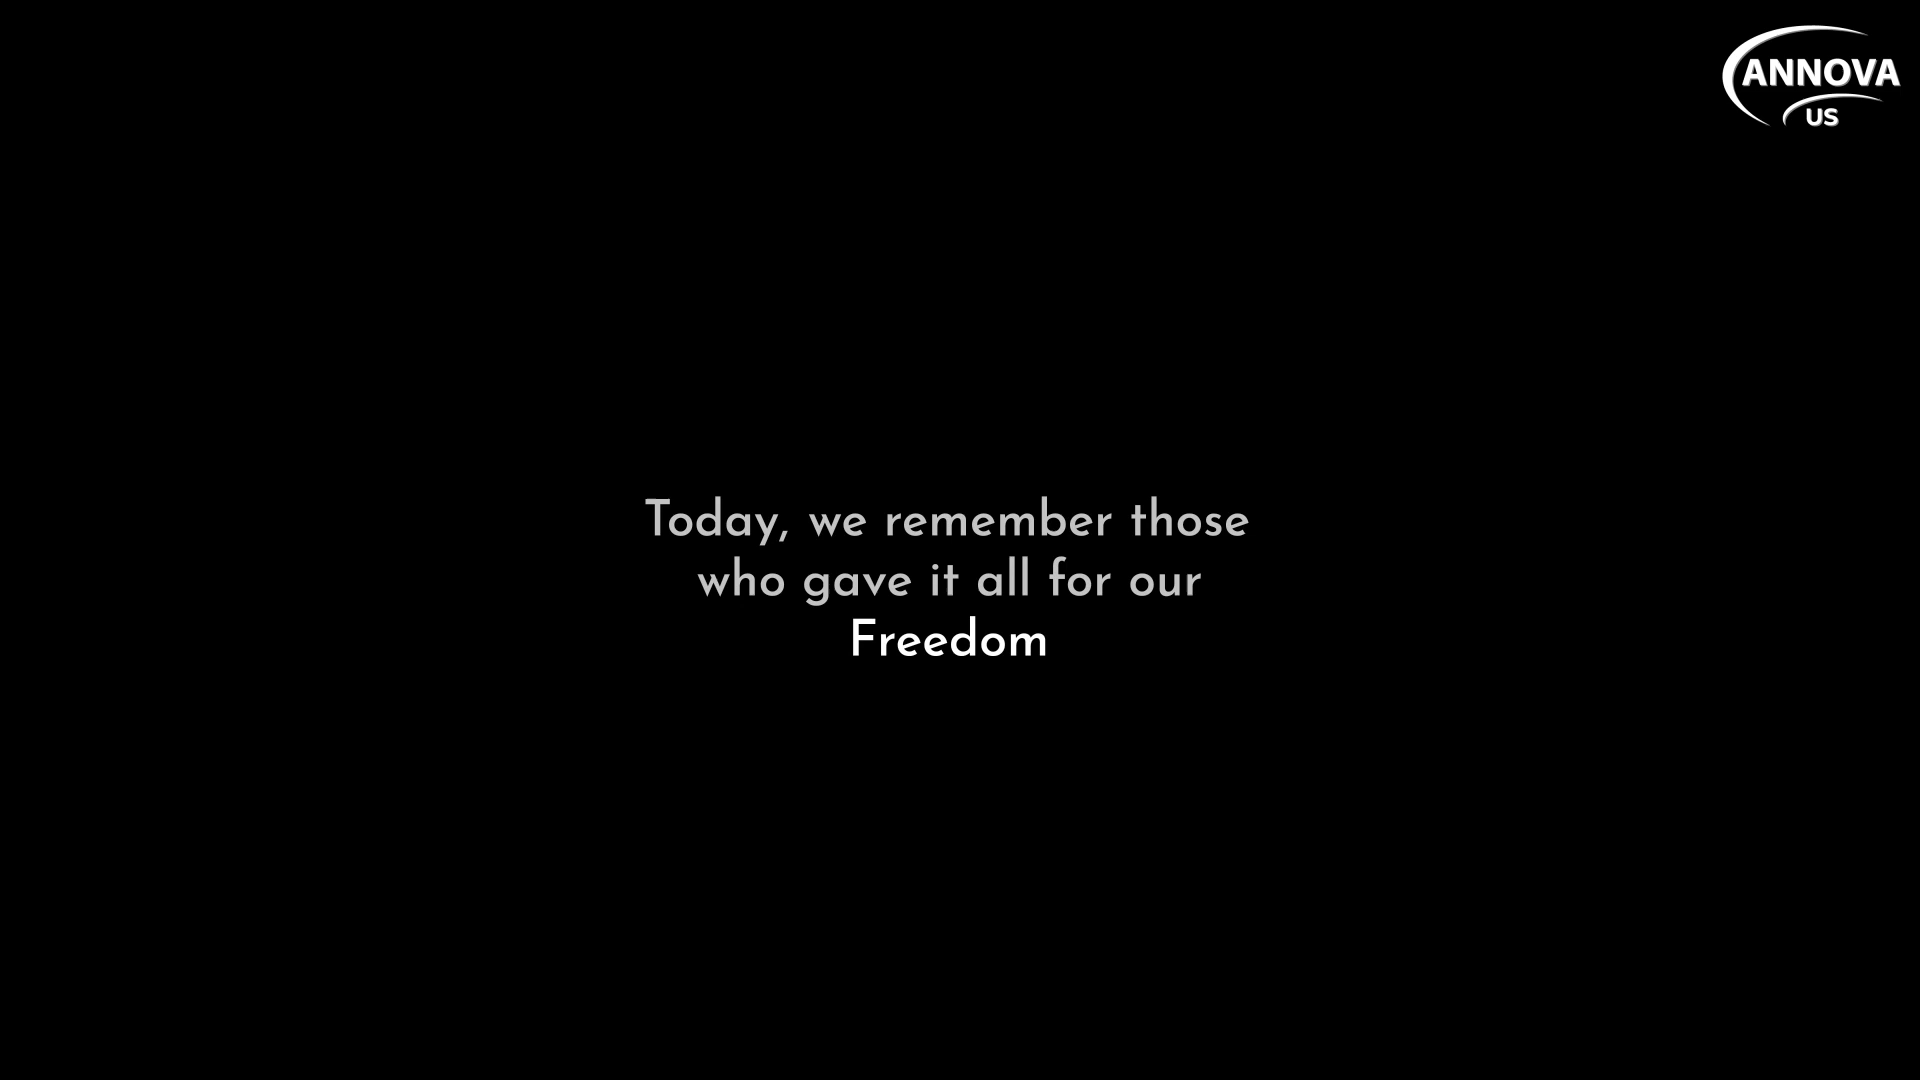 ANNOVA
US
Today, we remember those
who gave it all for our
Freedom